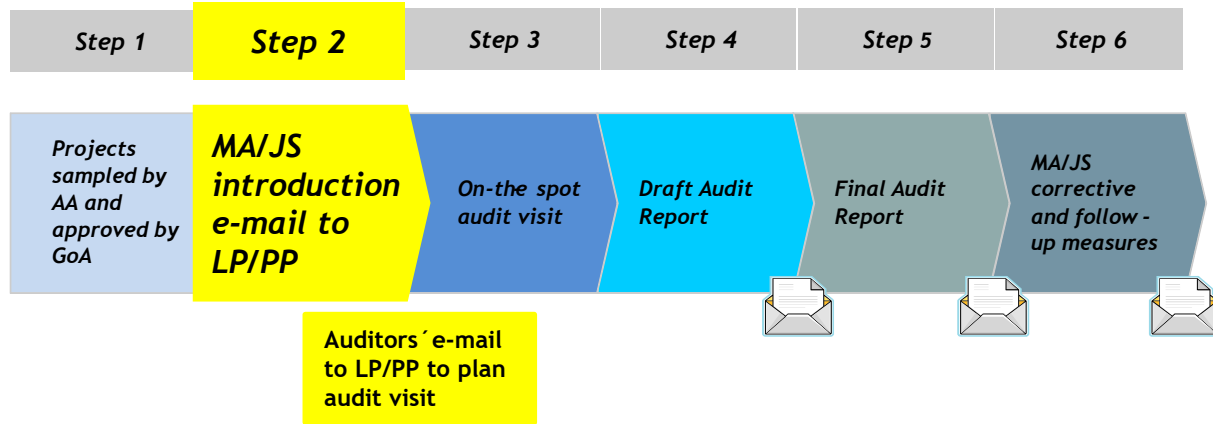 Step 1
Step 2
Step 3
Step 4
Step 5
Step 6
Projects
sampled by
AA and
approved by
GoA
MA/JS
introduction
e-mail to
LP/PP
On-the spot
audit visit
Draft Audit
Report
Final Audit
Report
MA/JS
corrective
and follow -
up measures
Auditors´e-mail
to LP/PP to plan
audit visit